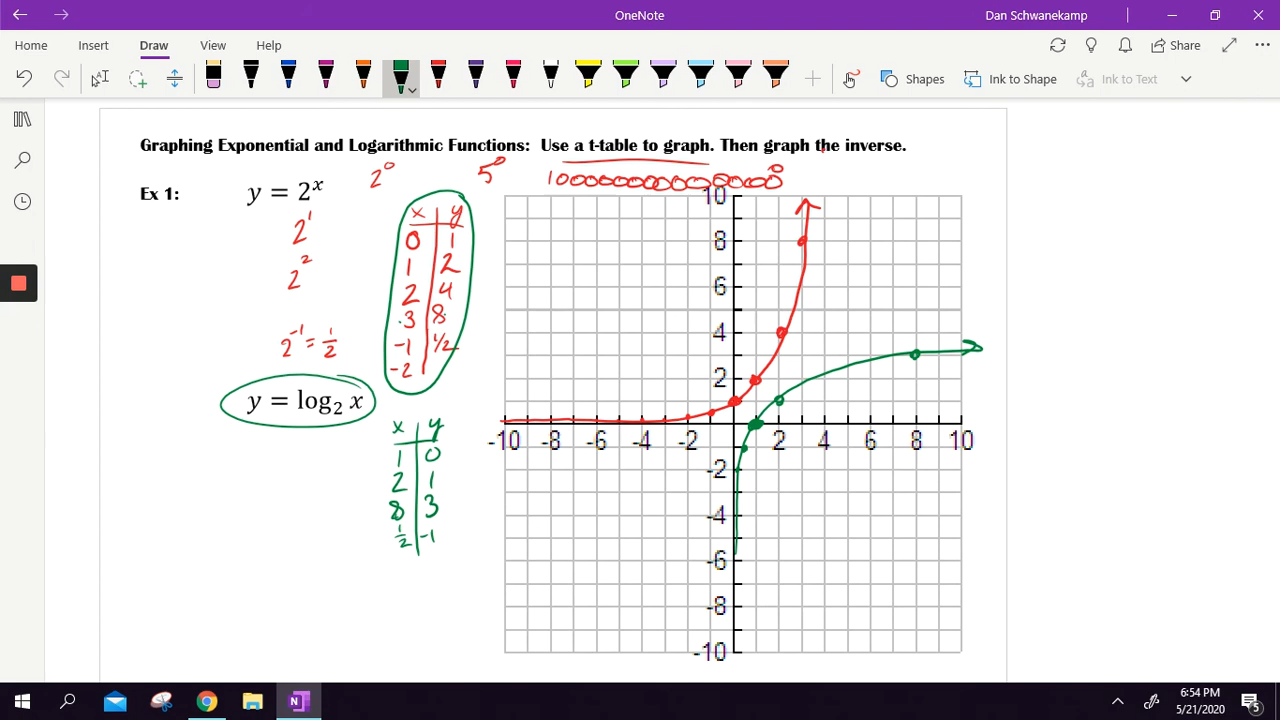 OneNote
Dan Schwanekamp
Home Insert Draw View Help
Share
Shapes Ink to Shape Ink to Text
Graphing Exponential and Logarithmic Functions: Use a t-table to graph. Then graph the inverse.
Ex 1: y = 2^x
2^0 5^0
2^1
2^2
2^-1 = 1/2
x y
0 1
1 2
2 4
3 8
-1 1/2
-2
y = log₂ x
x y
1 0
2 1
8 3
1/2 -1
10
8
6
4
2
-10 -8 -6 -4 -2 2 4 6 8 10
-2
-4
-6
-8
-10
6:54 PM
5/21/2020
5